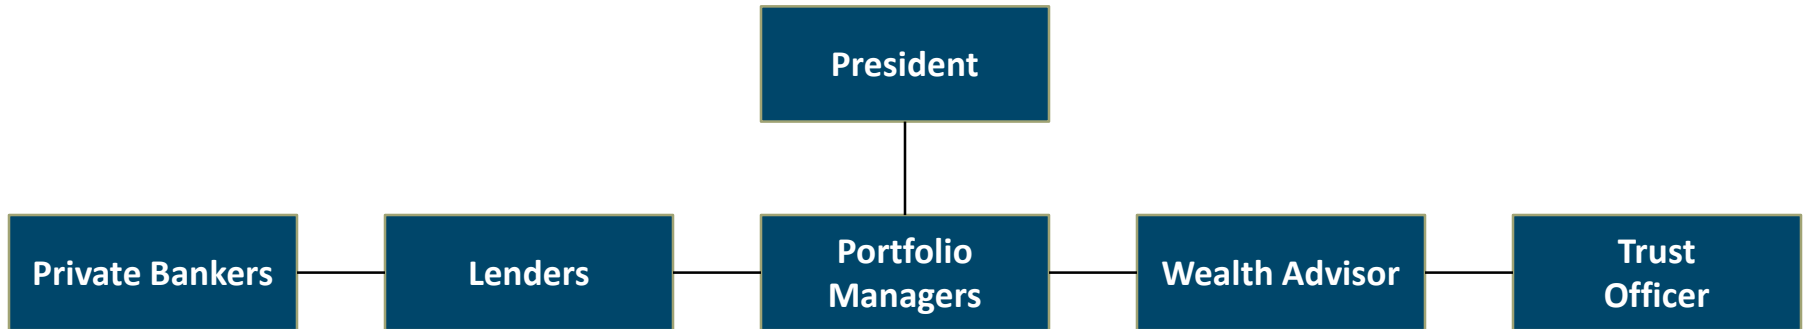 President
Private Bankers
Lenders
Portfolio
Managers
Wealth Advisor
Trust
Officer